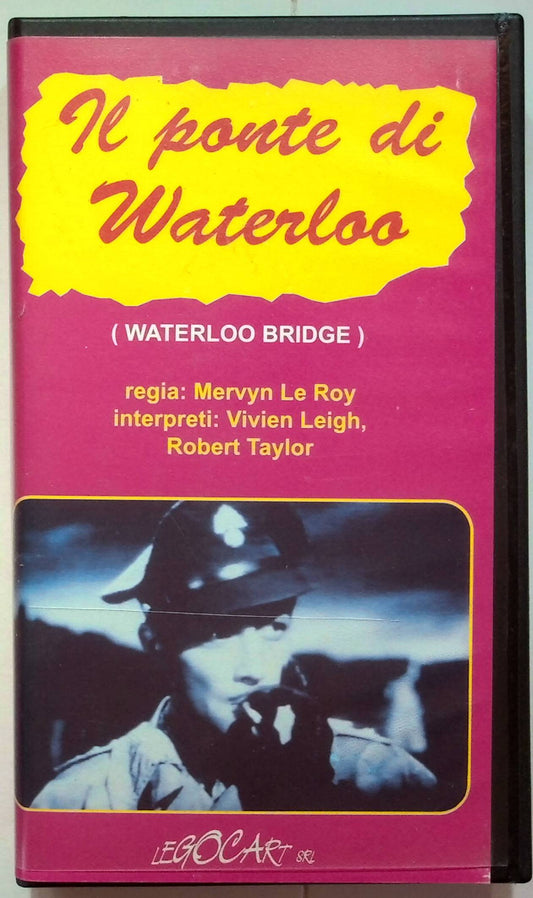 Il ponte di
Waterloo
( WATERLOO BRIDGE )
regia: Mervyn Le Roy
interpreti: Vivien Leigh,
Robert Taylor
LEGOCART SRL